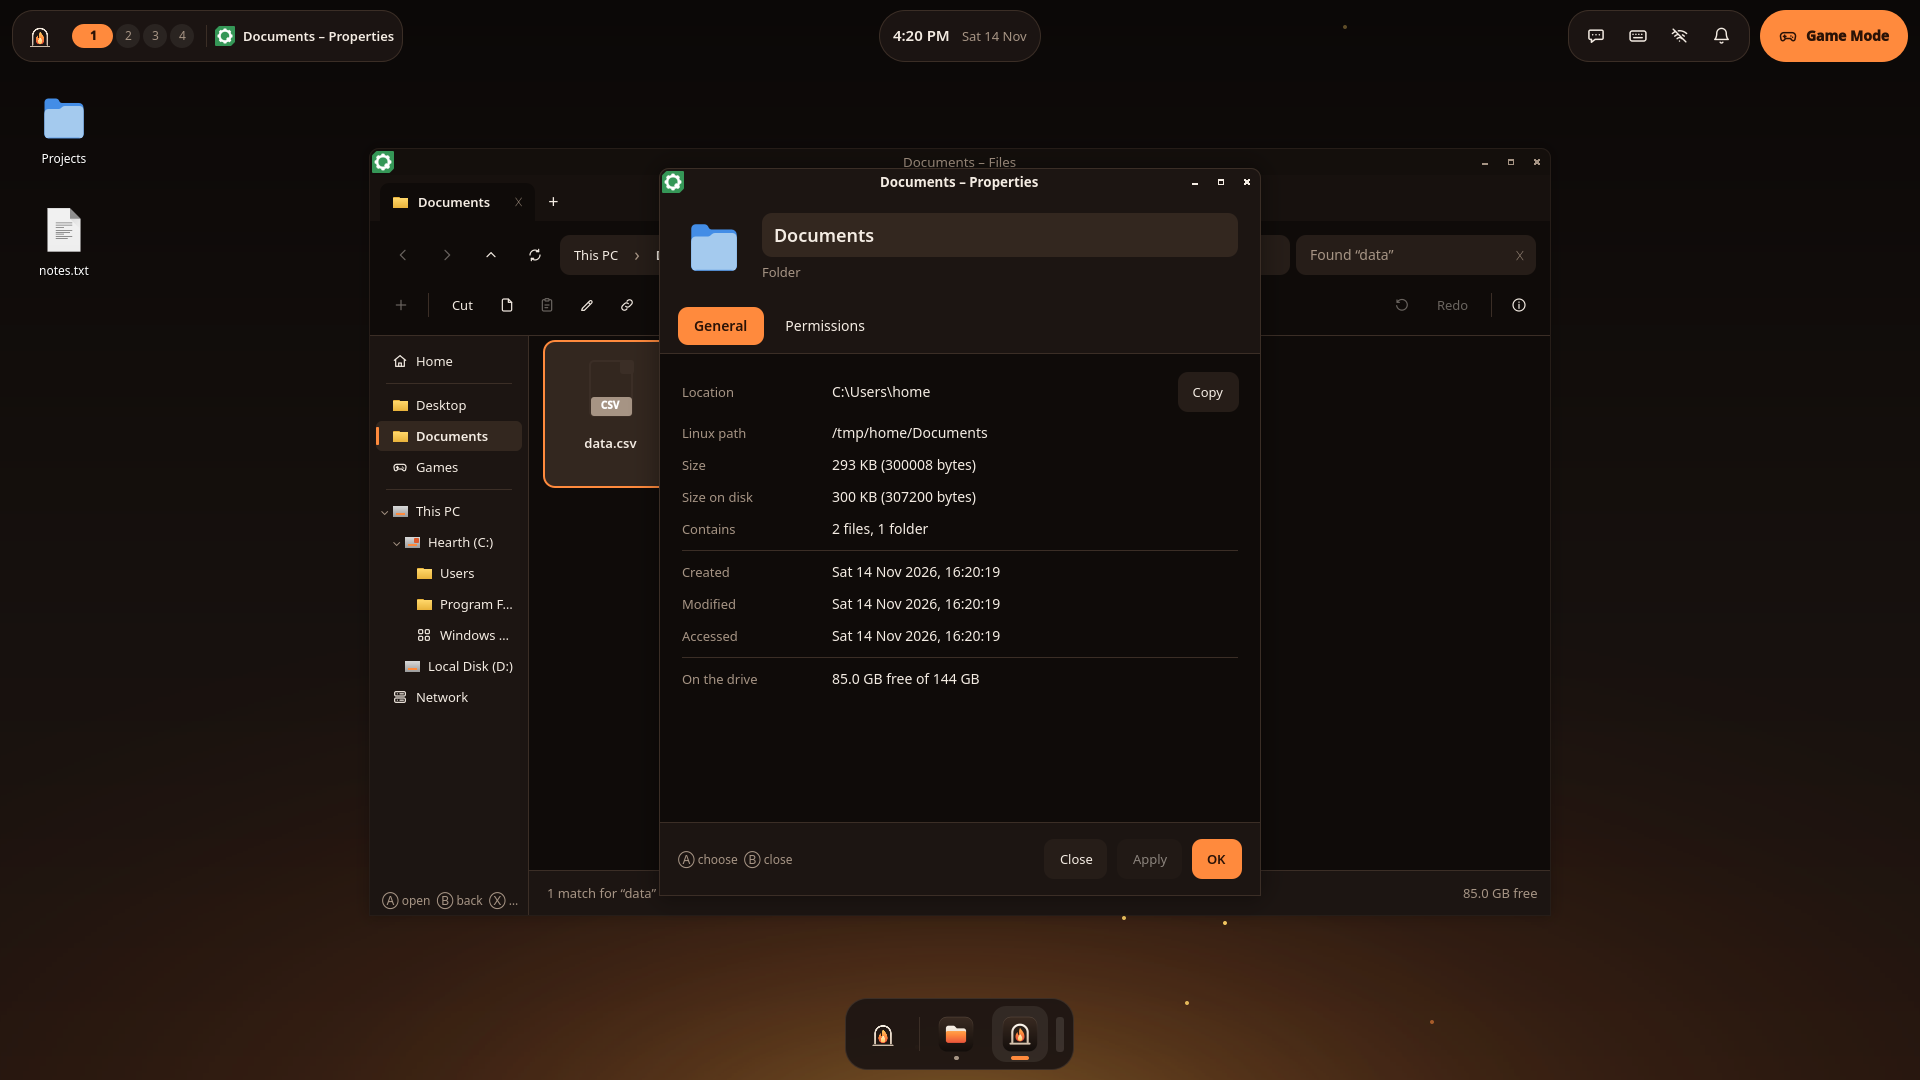 1 2 3 4 Documents – Properties
4:20 PM Sat 14 Nov
Game Mode
Projects
notes.txt
Documents – Files
Documents X +
This PC › Found “data” X
Cut Redo
Home
Desktop
Documents
Games
This PC
Hearth (C:)
Users
Program F...
Windows ...
Local Disk (D:)
Network
A open B back X ...
CSV
data.csv
1 match for “data”
85.0 GB free
Documents – Properties
Documents
Folder
General Permissions
Location C:\Users\home Copy
Linux path /tmp/home/Documents
Size 293 KB (300008 bytes)
Size on disk 300 KB (307200 bytes)
Contains 2 files, 1 folder
Created Sat 14 Nov 2026, 16:20:19
Modified Sat 14 Nov 2026, 16:20:19
Accessed Sat 14 Nov 2026, 16:20:19
On the drive 85.0 GB free of 144 GB
A choose B close Close Apply OK